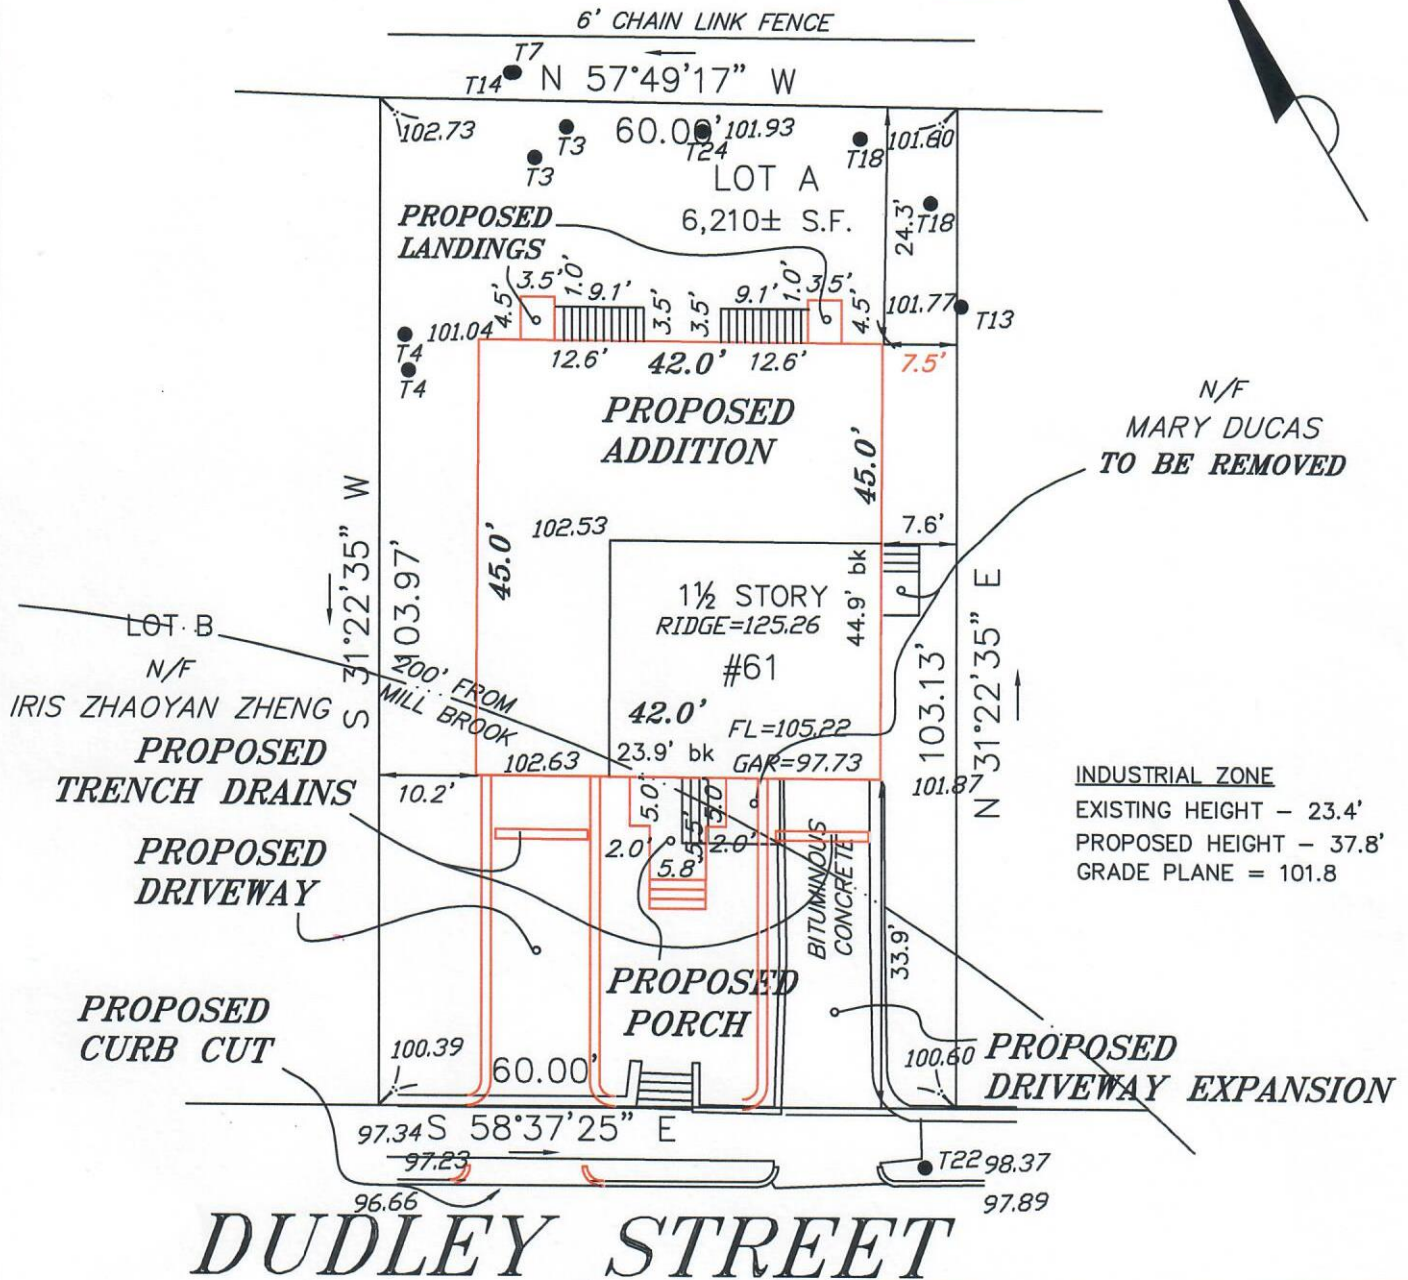 6' CHAIN LINK FENCE
T7
T14
N 57°49'17" W
102.73
T3
60.00'
101.93
T24
T3
T18
101.60
LOT A
6,210± S.F.
T18
24.3'
PROPOSED
LANDINGS
3.5'
1.0'
9.1'
9.1'
1.0'
3.5'
4.5'
3.5'
3.5'
4.5'
101.77
T13
101.04
T4
T4
12.6'
42.0'
12.6'
7.5'
PROPOSED
ADDITION
N/F
MARY DUCAS
TO BE REMOVED
45.0'
45.0'
102.53
7.6'
S 31°22'35" W
103.97'
1½ STORY
RIDGE=125.26
#61
44.9' bk
103.13'
N 31°22'35" E
LOT B
N/F
IRIS ZHAOYAN ZHENG
200' FROM
MILL BROOK
42.0'
FL=105.22
23.9' bk
GAR=97.73
102.63
101.87
10.2'
PROPOSED
TRENCH DRAINS
INDUSTRIAL ZONE
EXISTING HEIGHT – 23.4'
PROPOSED HEIGHT – 37.8'
GRADE PLANE = 101.8
5.0'
5.0'
5.5'
2.0'
2.0'
5.8'
PROPOSED
DRIVEWAY
BITUMINOUS
CONCRETE
33.9'
PROPOSED
PORCH
PROPOSED
CURB CUT
100.39
60.00'
100.60
PROPOSED
DRIVEWAY EXPANSION
97.34
S 58°37'25" E
97.23
T22
98.37
96.66
97.89
DUDLEY STREET